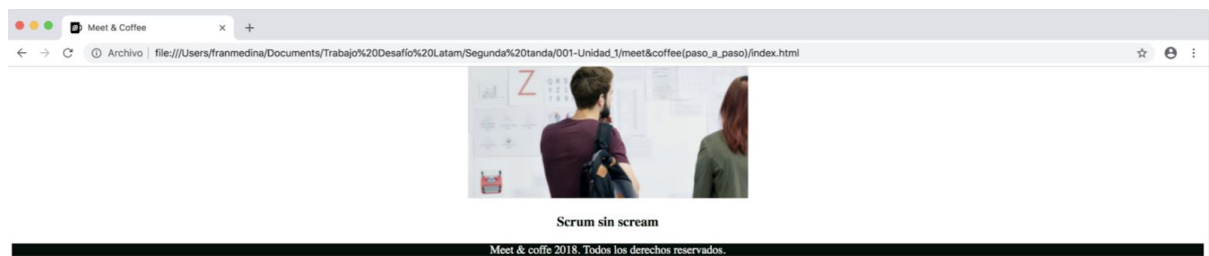 Meet & Coffee
Archivo file:///Users/franmedina/Documents/Trabajo%20Desafío%20Latam/Segunda%20tanda/001-Unidad_1/meet&coffee(paso_a_paso)/index.html
Z
Scrum sin scream
Meet & coffe 2018. Todos los derechos reservados.